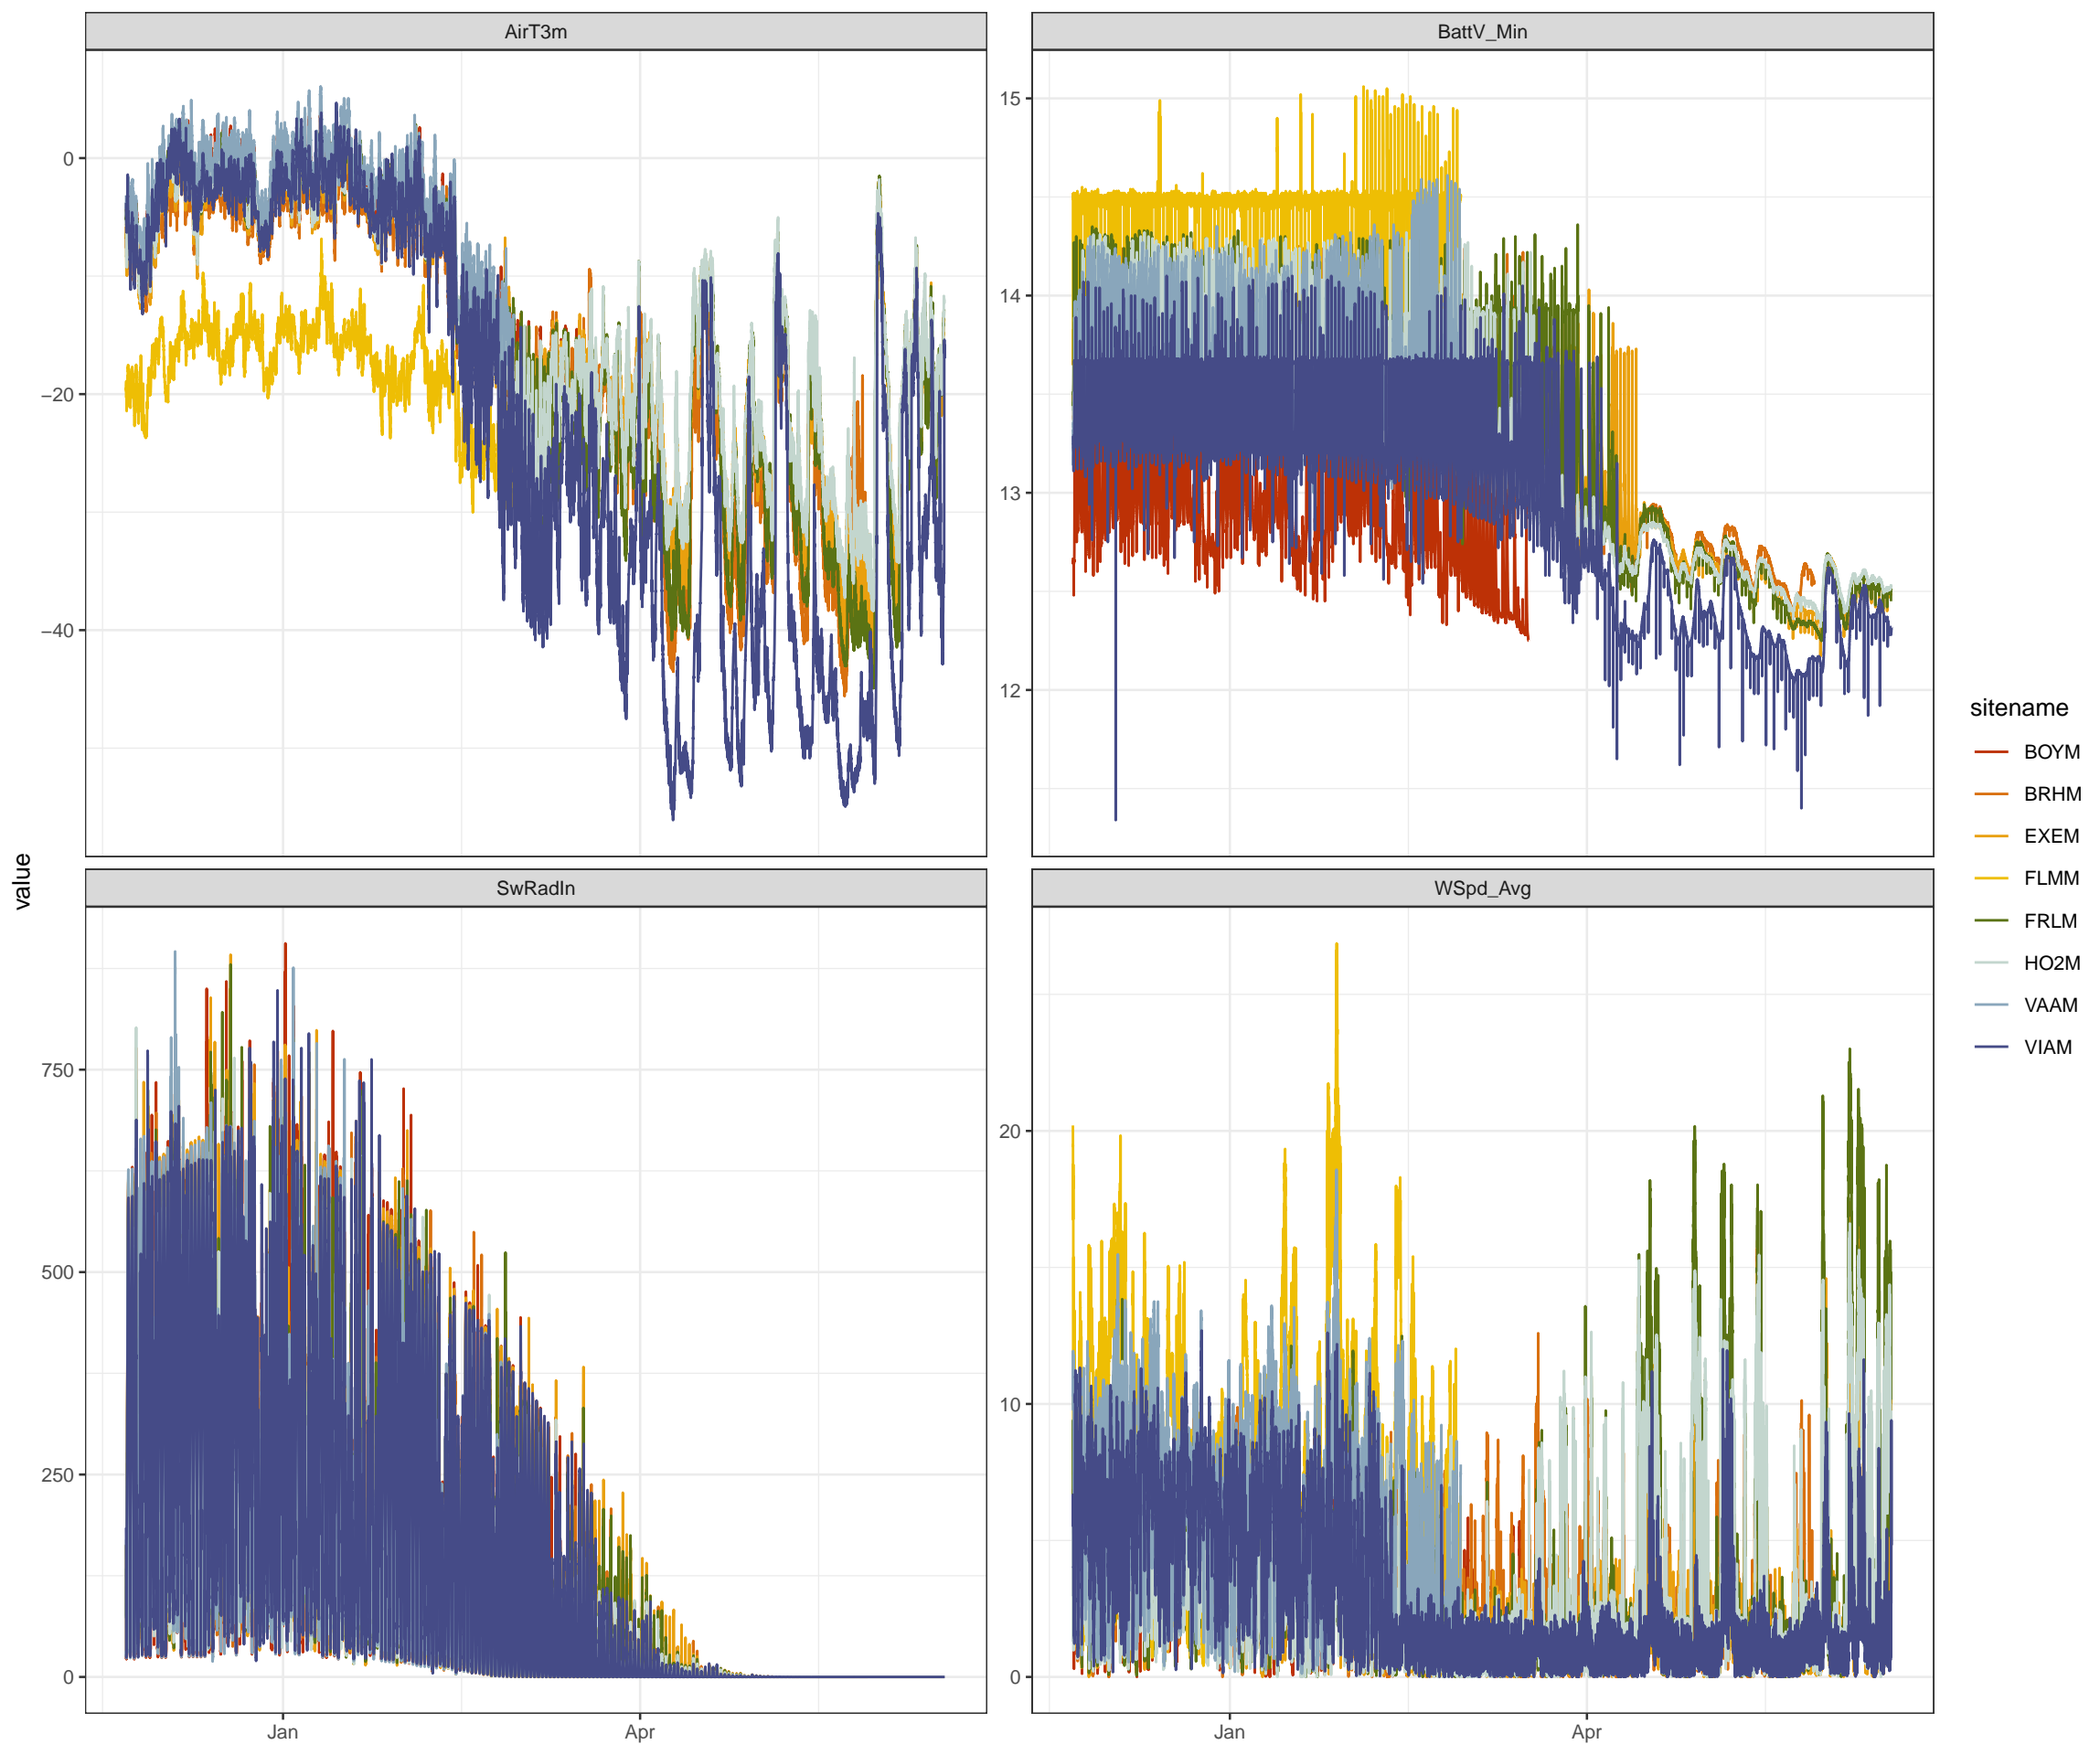 AirT3m
BattV_Min
0
−20
−40
15
14
13
12
value
SwRadIn
WSpd_Avg
750
500
250
0
20
10
0
Jan
Apr
Jan
Apr
sitename
BOYM
BRHM
EXEM
FLMM
FRLM
HO2M
VAAM
VIAM